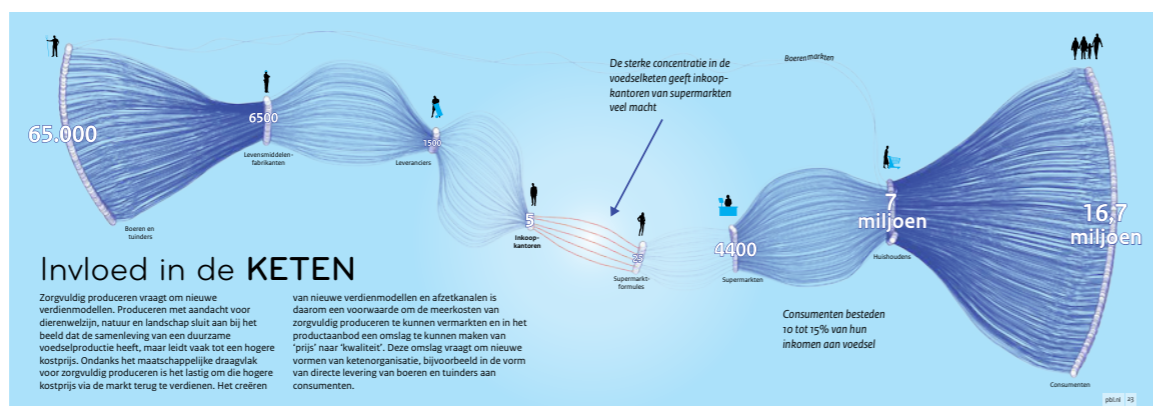 De sterke concentratie in de
voedselketen geeft inkoop-
kantoren van supermarkten
veel macht
Boerenmarkten
65.000
Boeren en
tuinders
6500
Levensmiddelen-
fabrikanten
1500
Leveranciers
5
Inkoop-
kantoren
Supermarkt-
formules
4400
Supermarkten
7
miljoen
Huishoudens
16,7
miljoen
Consumenten
Consumenten besteden
10 tot 15% van hun
inkomen aan voedsel
Invloed in de KETEN
Zorgvuldig produceren vraagt om nieuwe
verdienmodellen. Produceren met aandacht voor
dierenwelzijn, natuur en landschap sluit aan bij het
beeld dat de samenleving van een duurzame
voedselproductie heeft, maar leidt vaak tot een hogere
kostprijs. Ondanks het maatschappelijke draagvlak
voor zorgvuldig produceren is het lastig om die hogere
kostprijs via de markt terug te verdienen. Het creëren
van nieuwe verdienmodellen en afzetkanalen is
daarom een voorwaarde om de meerkosten van
zorgvuldig produceren te kunnen vermarkten en in het
productaanbod een omslag te kunnen maken van
‘prijs’ naar ‘kwaliteit’. Deze omslag vraagt om nieuwe
vormen van ketenorganisatie, bijvoorbeeld in de vorm
van directe levering van boeren en tuinders aan
consumenten.
pbl.nl 23